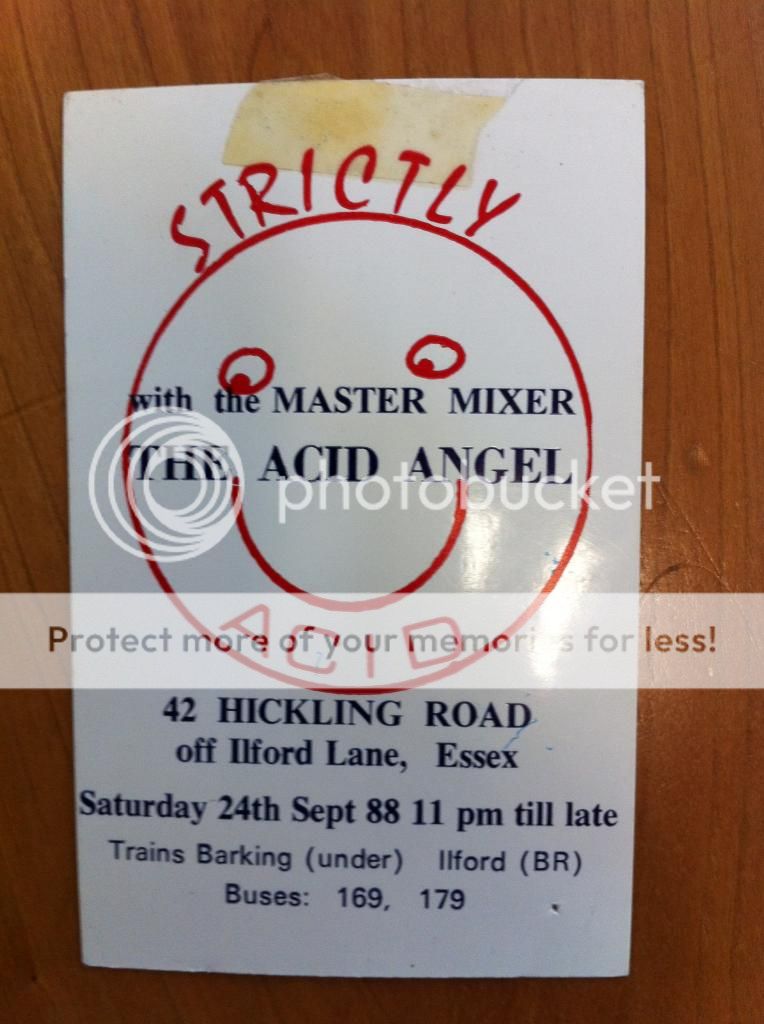 STRICTLY
with the MASTER MIXER
THE ACID ANGEL
photobucket
ACID
Protect more of your memories for less!
42 HICKLING ROAD
off Ilford Lane, Essex
Saturday 24th Sept 88 11 pm till late
Trains Barking (under) Ilford (BR)
Buses: 169, 179